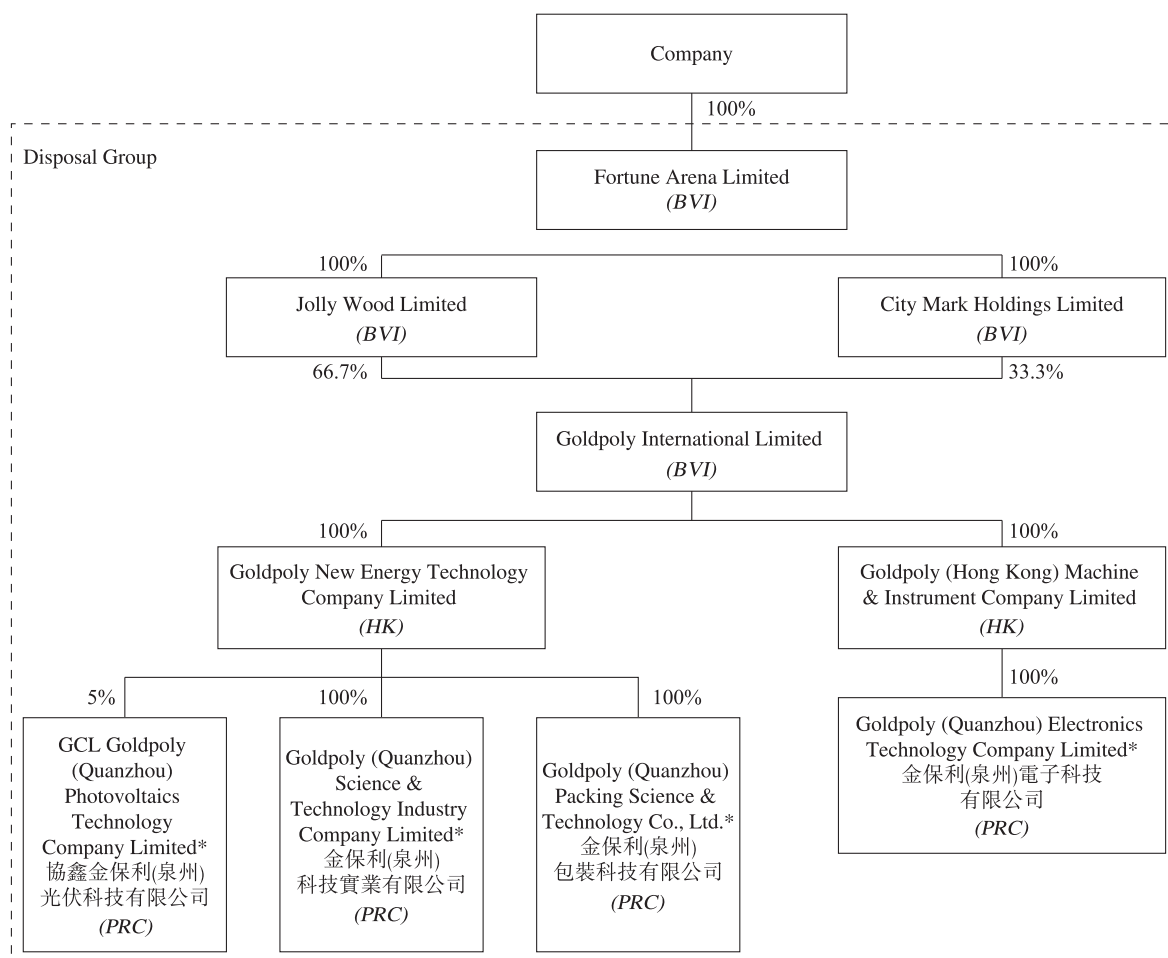 Company
100%
Disposal Group
Fortune Arena Limited
(BVI)
100%
100%
Jolly Wood Limited
(BVI)
City Mark Holdings Limited
(BVI)
66.7%
33.3%
Goldpoly International Limited
(BVI)
100%
100%
Goldpoly New Energy Technology
Company Limited
(HK)
Goldpoly (Hong Kong) Machine
& Instrument Company Limited
(HK)
5%
100%
100%
100%
GCL Goldpoly
(Quanzhou)
Photovoltaics
Technology
Company Limited*
協鑫金保利(泉州)
光伏科技有限公司
(PRC)
Goldpoly (Quanzhou)
Science &
Technology Industry
Company Limited*
金保利(泉州)
科技實業有限公司
(PRC)
Goldpoly (Quanzhou)
Packing Science &
Technology Co., Ltd.*
金保利(泉州)
包裝科技有限公司
(PRC)
Goldpoly (Quanzhou) Electronics
Technology Company Limited*
金保利(泉州)電子科技
有限公司
(PRC)